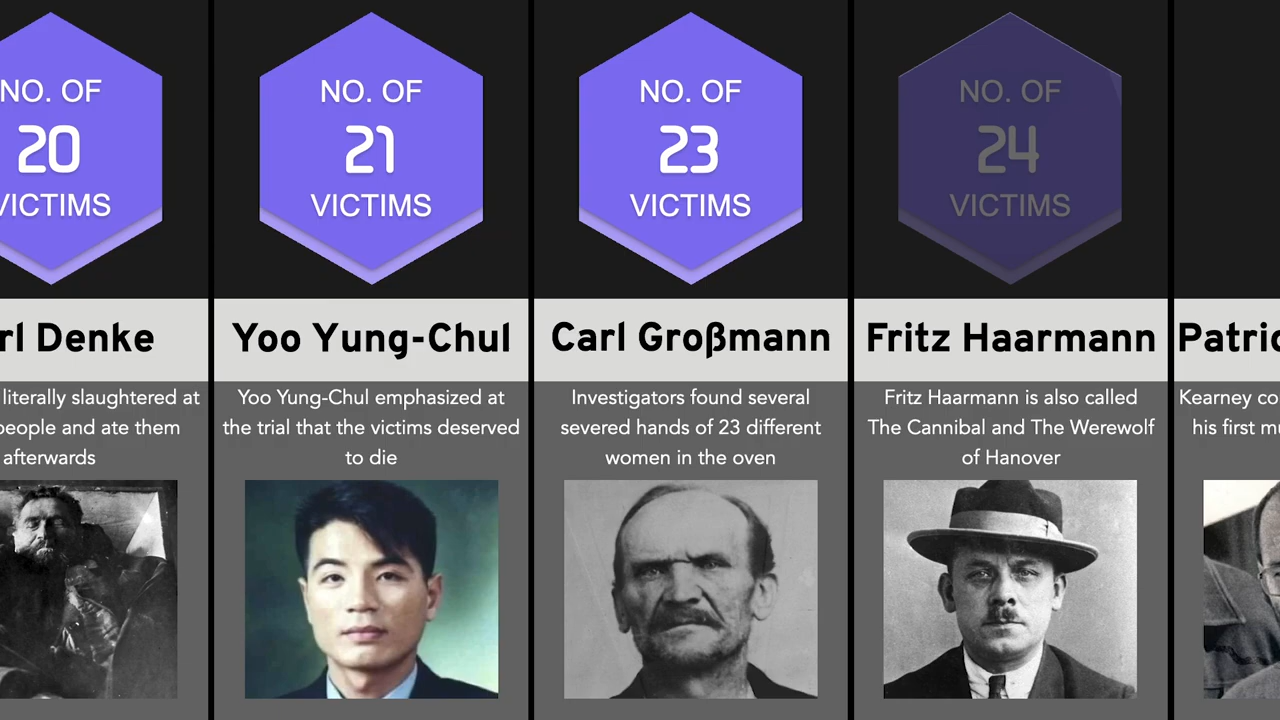 NO. OF
20
VICTIMS
rl Denke
literally slaughtered at
people and ate them
afterwards
NO. OF
21
VICTIMS
Yoo Yung-Chul
Yoo Yung-Chul emphasized at
the trial that the victims deserved
to die
NO. OF
23
VICTIMS
Carl Großmann
Investigators found several
severed hands of 23 different
women in the oven
NO. OF
24
VICTIMS
Fritz Haarmann
Fritz Haarmann is also called
The Cannibal and The Werewolf
of Hanover
Patric
Kearney co
his first mu